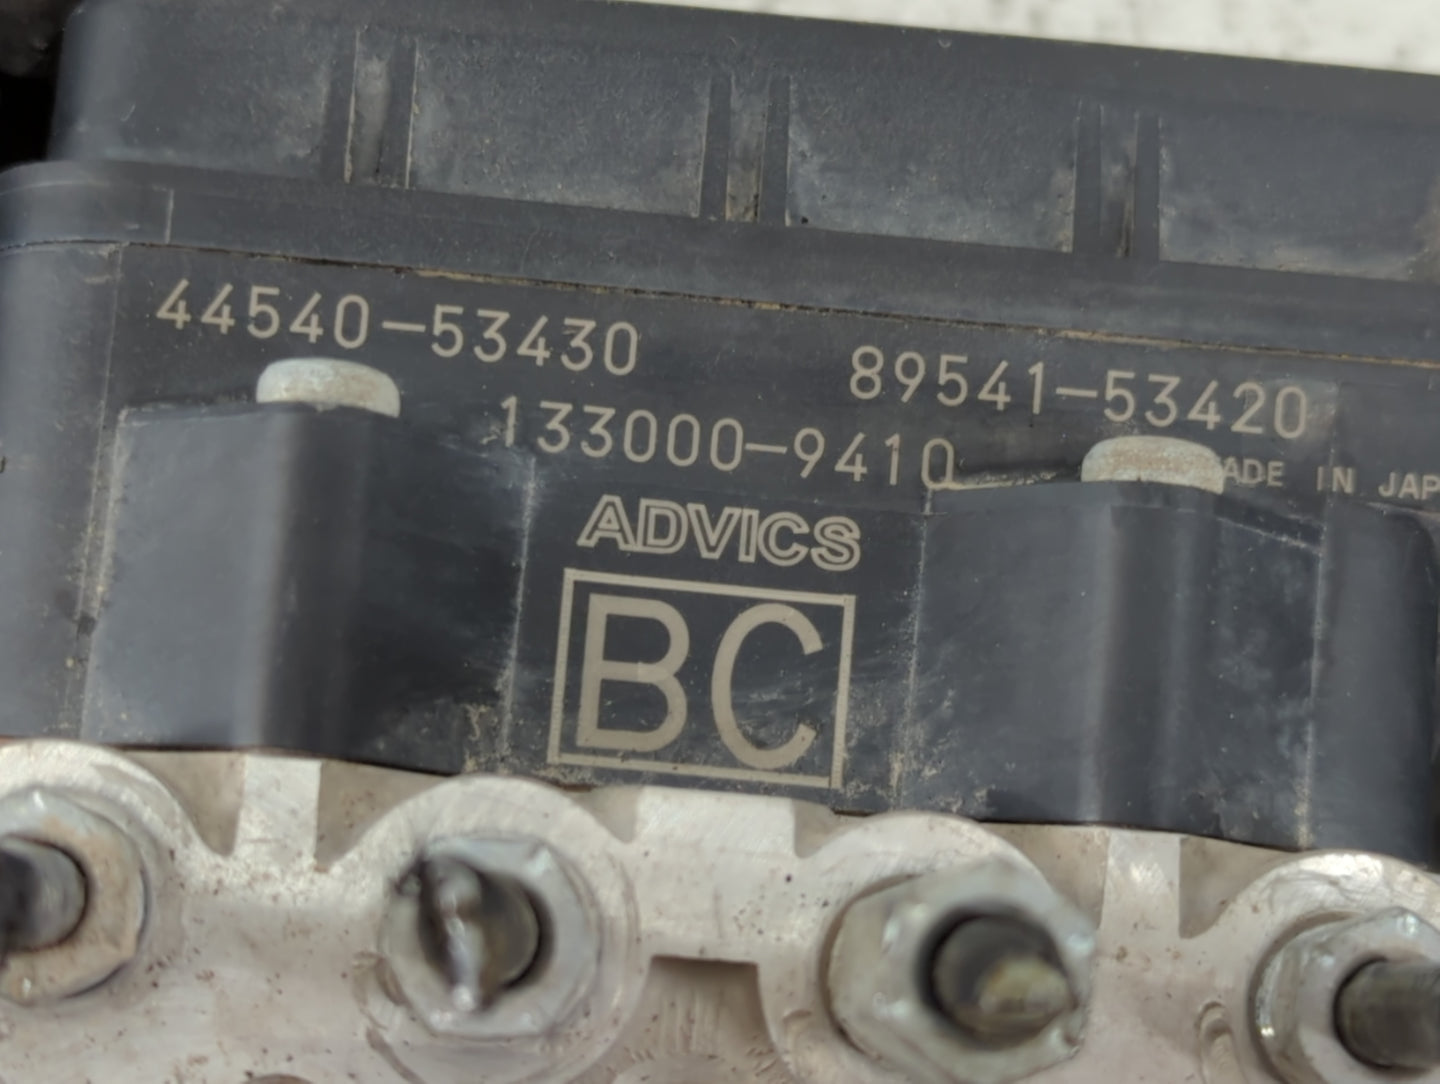 44540-53430
89541-53420
133000-9410
ADE IN JAP
ADVICS
BC